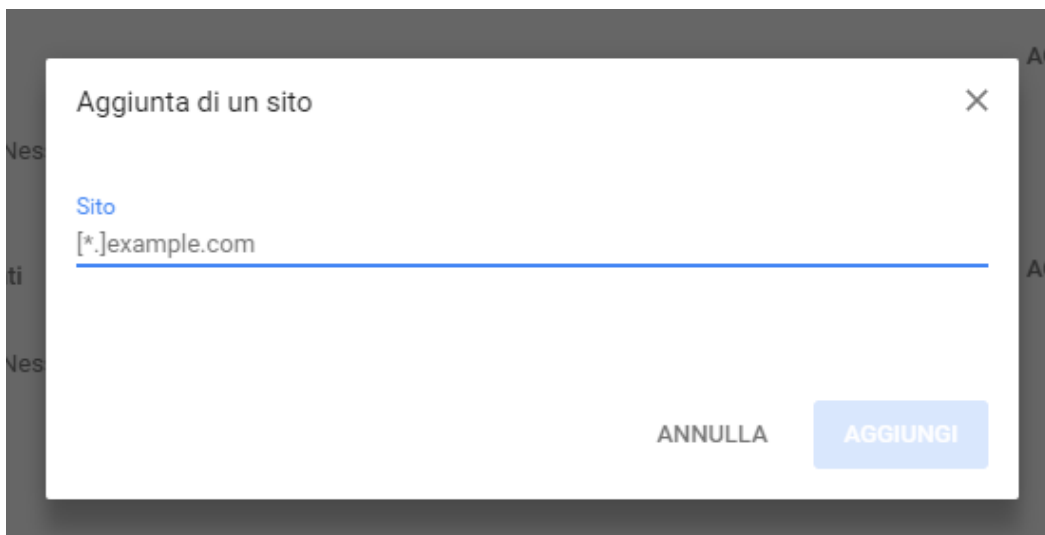 Aggiunta di un sito
Sito
[*.]example.com
ANNULLA
AGGIUNGI